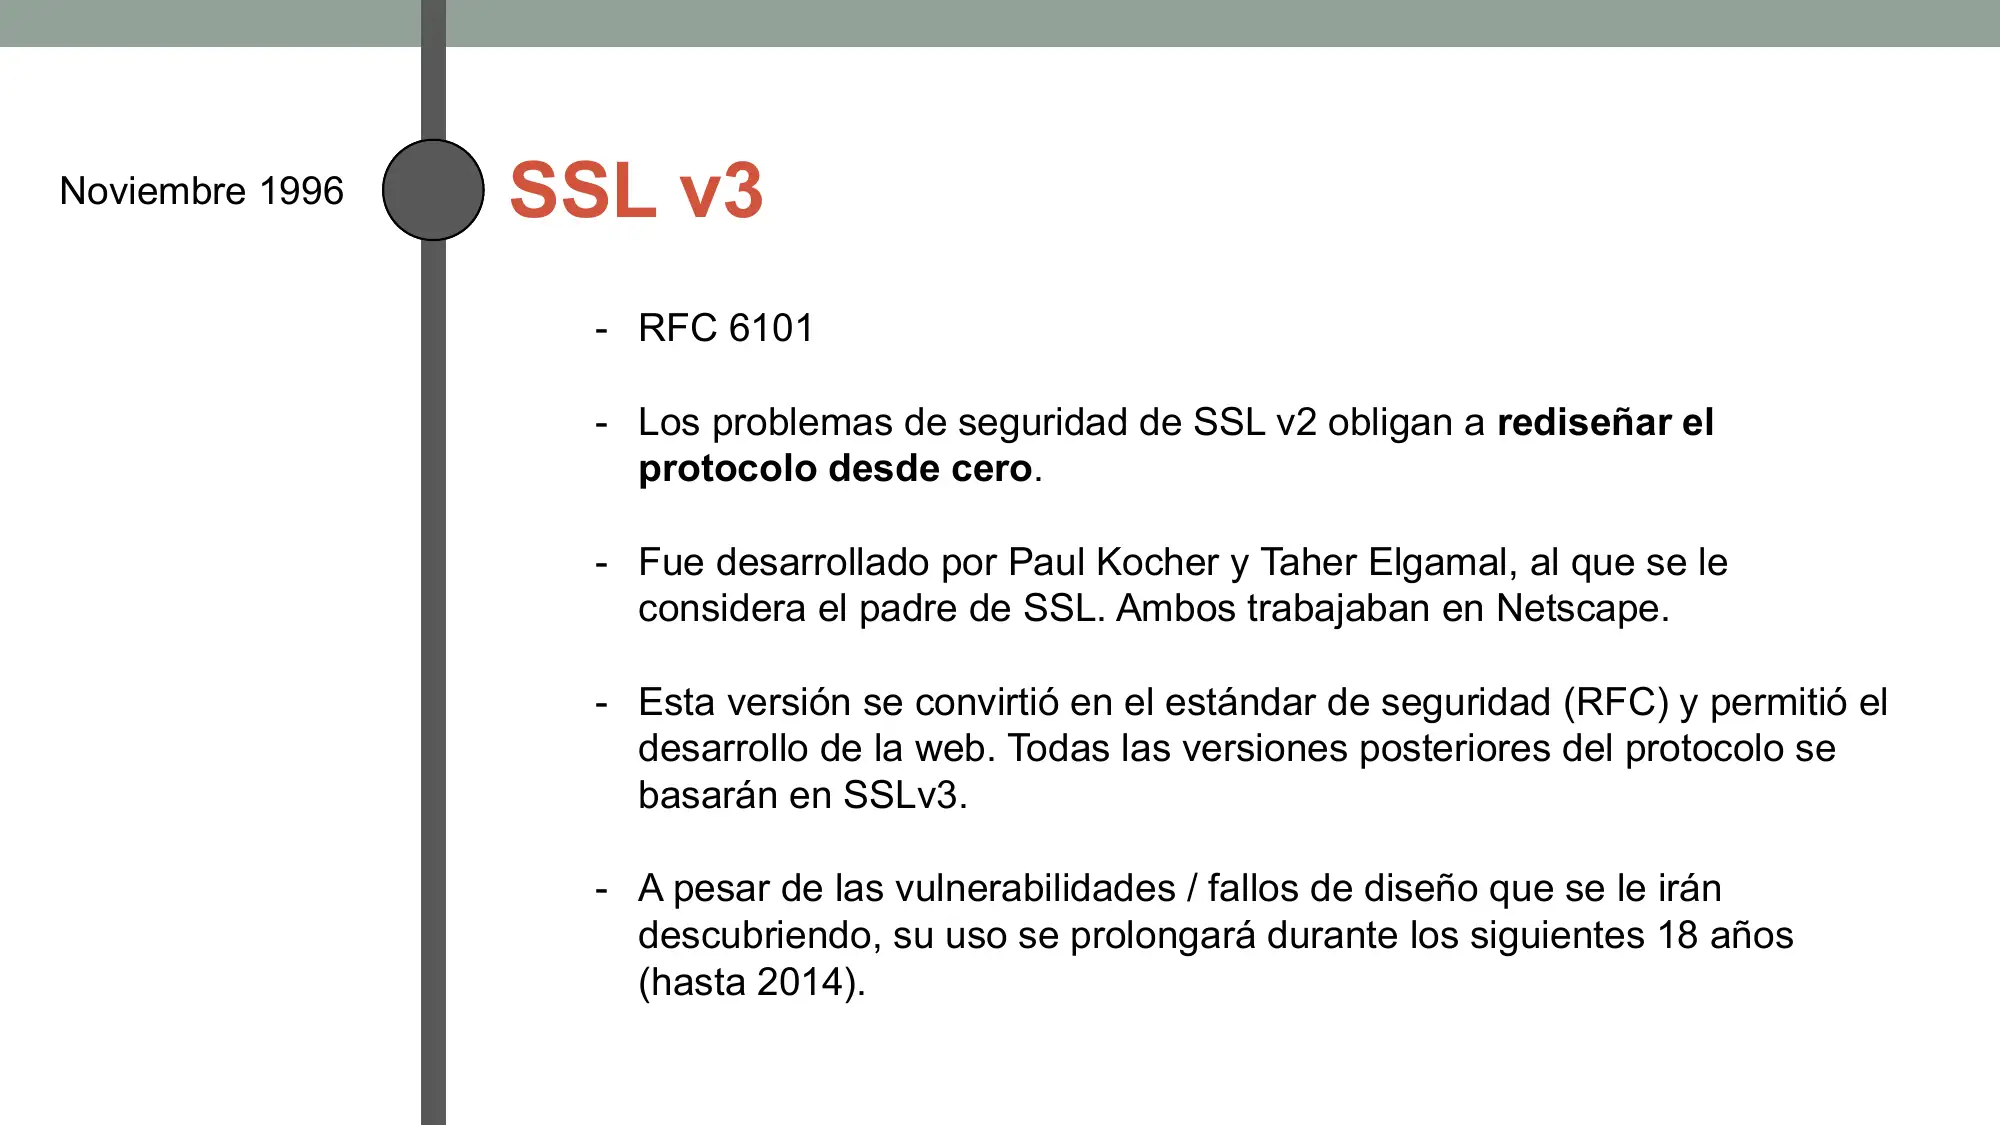 Noviembre 1996
SSL v3
- RFC 6101
- Los problemas de seguridad de SSL v2 obligan a rediseñar el
protocolo desde cero.
- Fue desarrollado por Paul Kocher y Taher Elgamal, al que se le
considera el padre de SSL. Ambos trabajaban en Netscape.
- Esta versión se convirtió en el estándar de seguridad (RFC) y permitió el
desarrollo de la web. Todas las versiones posteriores del protocolo se
basarán en SSLv3.
- A pesar de las vulnerabilidades / fallos de diseño que se le irán
descubriendo, su uso se prolongará durante los siguientes 18 años
(hasta 2014).